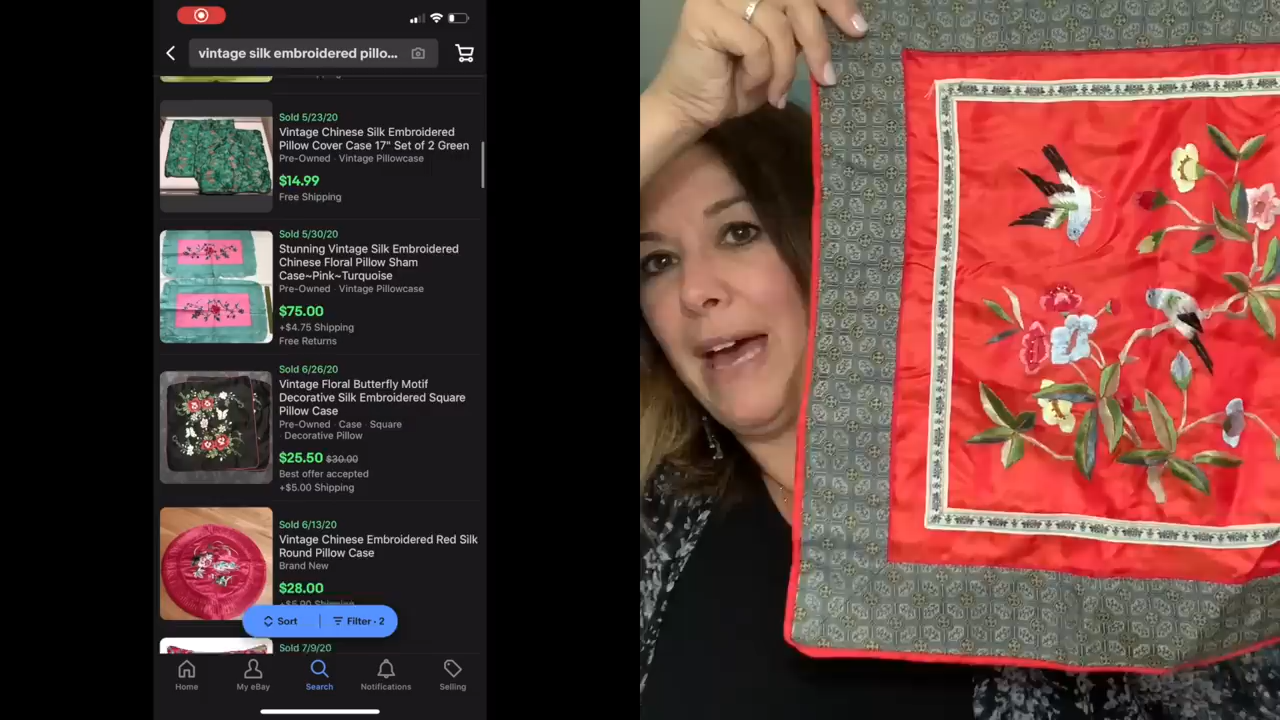 vintage silk embroidered pillo...
Sold 5/23/20
Vintage Chinese Silk Embroidered
Pillow Cover Case 17" Set of 2 Green
Pre-Owned · Vintage Pillowcase
$14.99
Free Shipping
Sold 5/30/20
Stunning Vintage Silk Embroidered
Chinese Floral Pillow Sham
Case~Pink~Turquoise
Pre-Owned · Vintage Pillowcase
$75.00
+$4.75 Shipping
Free Returns
Sold 6/26/20
Vintage Floral Butterfly Motif
Decorative Silk Embroidered Square
Pillow Case
Pre-Owned · Case · Square
· Decorative Pillow
$25.50 $30.00
Best offer accepted
+$5.00 Shipping
Sold 6/13/20
Vintage Chinese Embroidered Red Silk
Round Pillow Case
Brand New
$28.00
Sort
Filter · 2
Sold 7/9/20
Home
My eBay
Search
Notifications
Selling